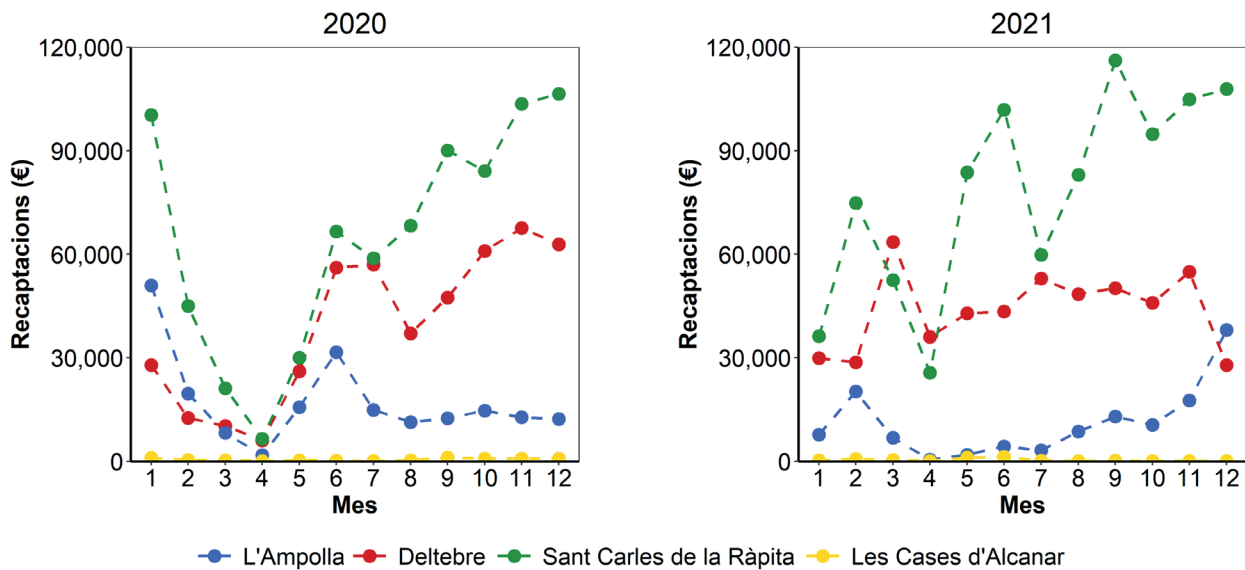 2020
120,000
90,000
60,000
30,000
0
Recaptacions (€)
1 2 3 4 5 6 7 8 9 10 11 12
Mes
2021
120,000
90,000
60,000
30,000
0
Recaptacions (€)
1 2 3 4 5 6 7 8 9 10 11 12
Mes
L'Ampolla Deltebre Sant Carles de la Ràpita Les Cases d'Alcanar